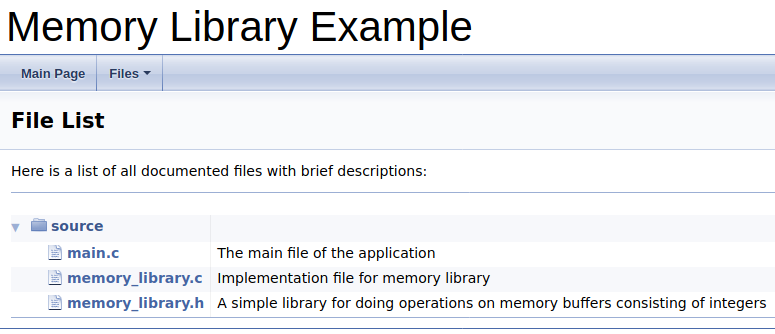 Memory Library Example
Main Page Files
File List
Here is a list of all documented files with brief descriptions:
source
main.c The main file of the application
memory_library.c Implementation file for memory library
memory_library.h A simple library for doing operations on memory buffers consisting of integers